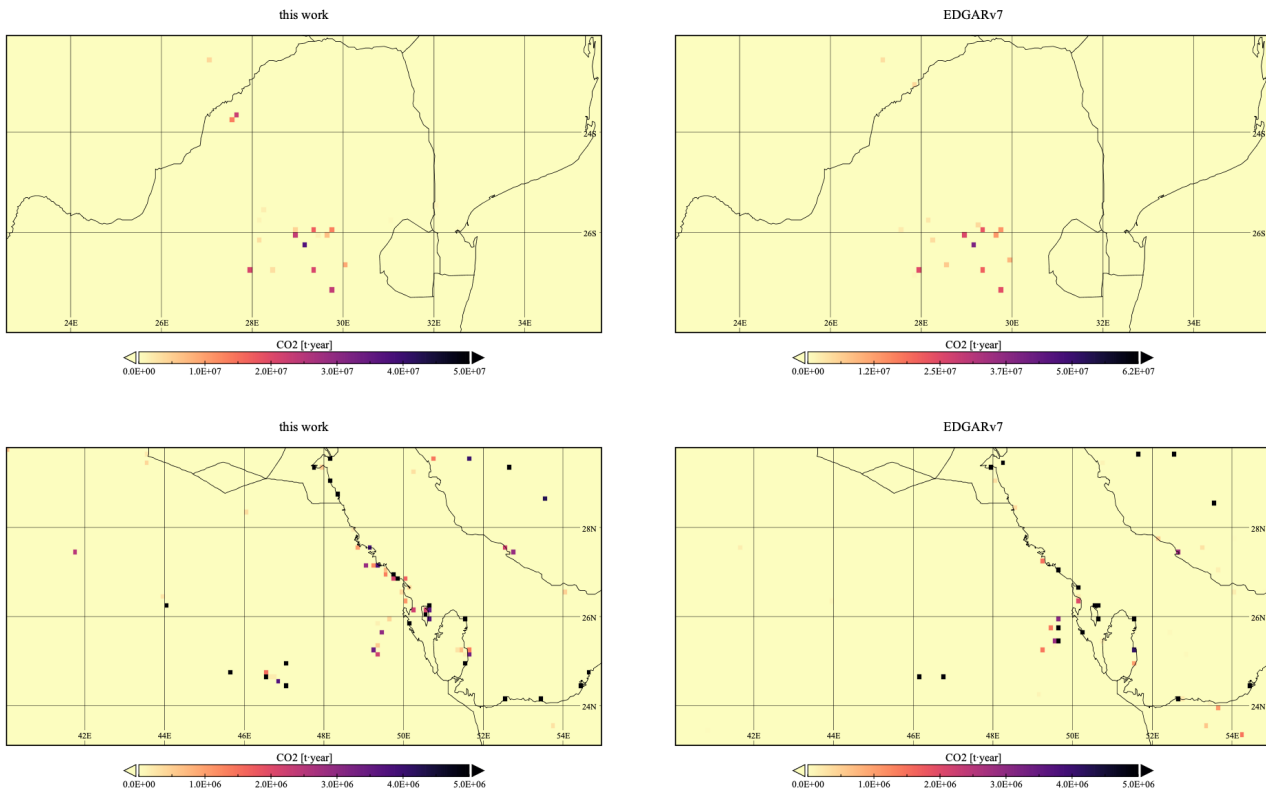 this work
EDGARv7
24S
24S
26S
26S
24E 28E 30E 32E 34E
24E 26E 28E 30E 32E 34E
CO2 [t·year]
CO2 [t·year]
0.0E+00 1.0E+07 2.0E+07 3.0E+07 4.0E+07 5.0E+07
0.0E+00 1.2E+07 2.5E+07 3.7E+07 5.0E+07 6.2E+07
this work
EDGARv7
28N
28N
26N
26N
24N
24N
42E 44E 46E 48E 50E 52E 54E
44E 46E 48E 50E 52E 54E
CO2 [t·year]
CO2 [t·year]
0.0E+00 1.0E+06 2.0E+06 3.0E+06 4.0E+06 5.0E+06
0.0E+00 1.0E+06 2.0E+06 3.0E+06 4.0E+06 5.0E+06